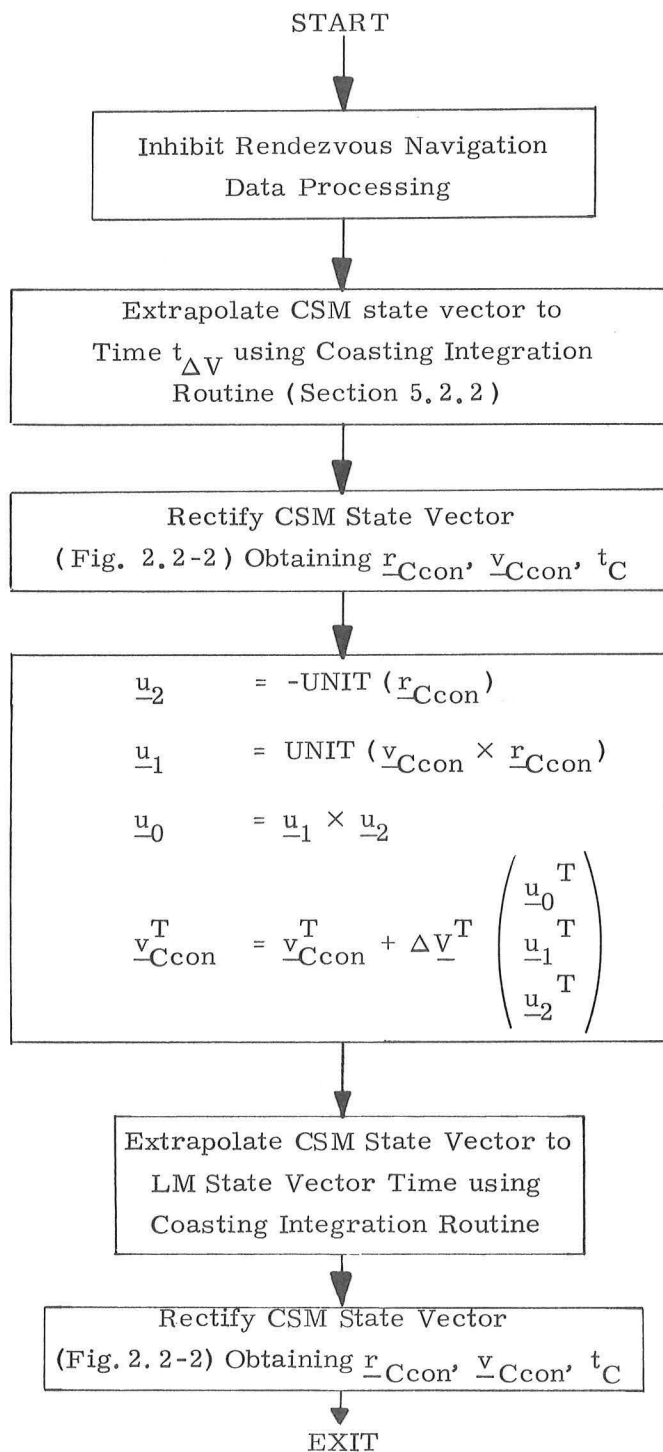 START
Inhibit Rendezvous Navigation
Data Processing
Extrapolate CSM state vector to
Time t_ΔV using Coasting Integration
Routine (Section 5.2.2)
Rectify CSM State Vector
(Fig. 2.2-2) Obtaining r_Ccon, v_Ccon, t_C
u_2 = -UNIT (r_Ccon)
u_1 = UNIT (v_Ccon × r_Ccon)
u_0 = u_1 × u_2
v_Ccon^T = v_Ccon^T + ΔV^T (u_0^T
u_1^T
u_2^T)
Extrapolate CSM State Vector to
LM State Vector Time using
Coasting Integration Routine
Rectify CSM State Vector
(Fig. 2.2-2) Obtaining r_Ccon, v_Ccon, t_C
EXIT